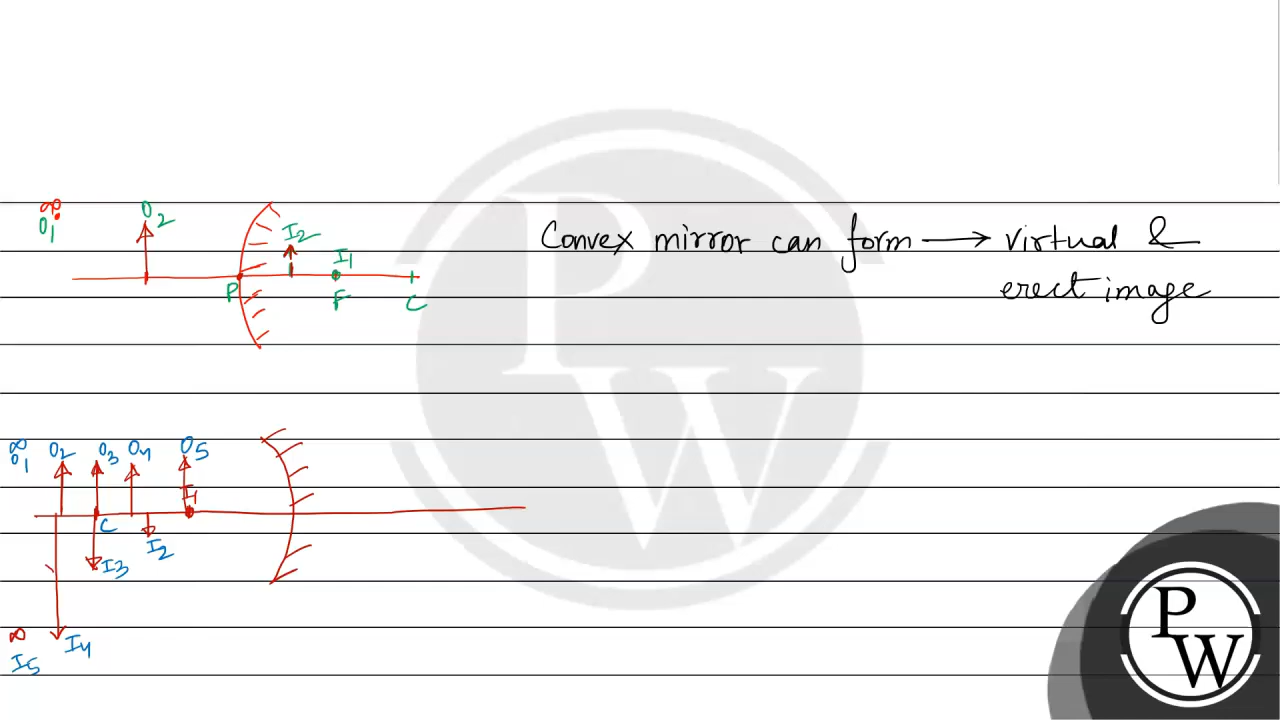 ∞
O1
O2
I2
I1
P
F
C
Convex mirror can form → virtual &
erect image
∞
O1
O2
O3
O4
O5
I1
C
I2
I3
∞
I4
I5
P
W
P
W